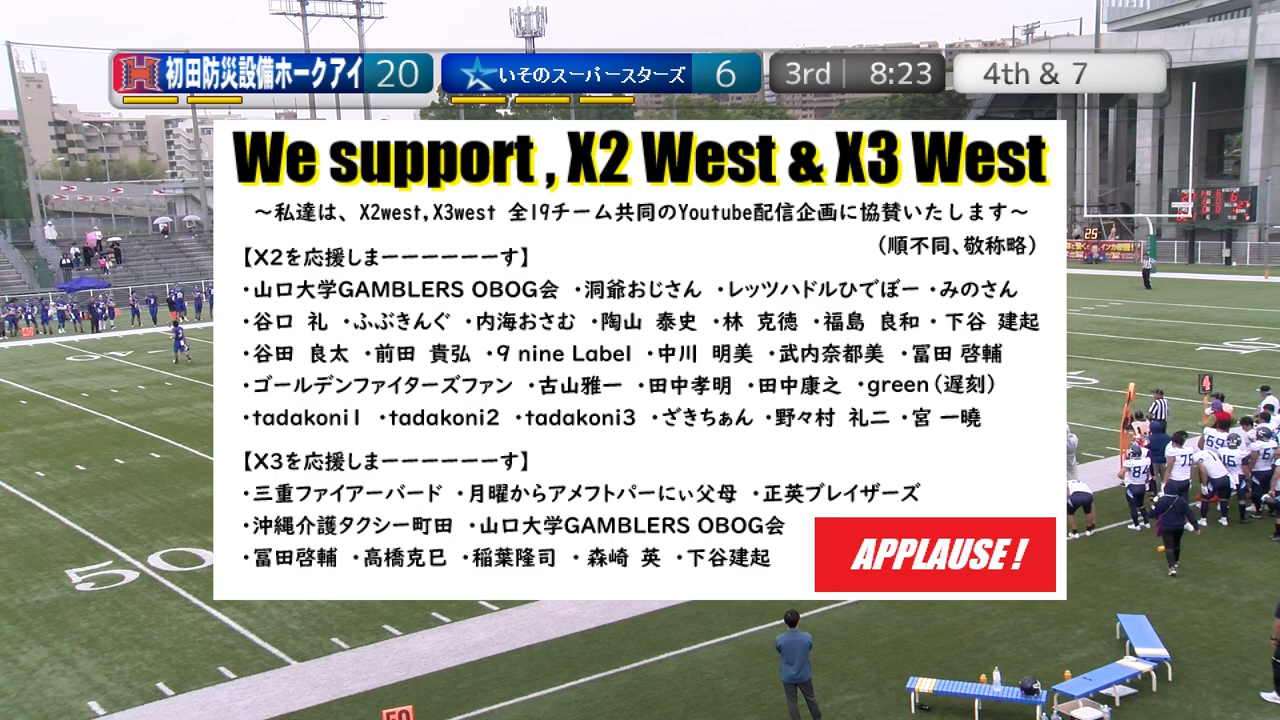 初田防災設備ホークアイ 20 いそのスーパースターズ 6 3rd 8:23 4th & 7
We support , X2 West & X3 West
～私達は、X2west,X3west 全19チーム共同のYoutube配信企画に協賛いたします～
（順不同、敬称略）
【X2を応援しまーーーーーーす】
・山口大学GAMBLERS OBOG会 ・洞爺おじさん ・レッツハドルひでぼー ・みのさん
・谷口 礼 ・ふぶきんぐ ・内海おさむ ・陶山 泰史 ・林 克徳 ・福島 良和 ・下谷 建起
・谷田 良太 ・前田 貴弘 ・9 nine Label ・中川 明美 ・武内奈都美 ・冨田 啓輔
・ゴールデンファイターズファン ・古山雅一 ・田中孝明 ・田中康之 ・green（遅刻）
・tadakoni1 ・tadakoni2 ・tadakoni3 ・ざきちぁん ・野々村 礼二 ・宮 一曉
【X3を応援しまーーーーーーす】
・三重ファイアーバード ・月曜からアメフトバーにぃ父母 ・正英ブレイザーズ
・沖縄介護タクシー町田 ・山口大学GAMBLERS OBOG会
・冨田啓輔 ・高橋克巳 ・稲葉隆司 ・森崎 英 ・下谷建起
APPLAUSE !
25
4
69
84
50
50